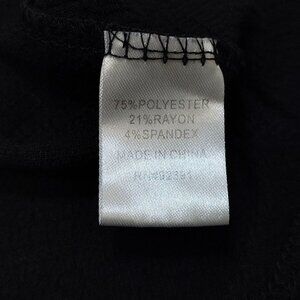 75%POLYESTER
21%RAYON
4%SPANDEX
MADE IN CHINA